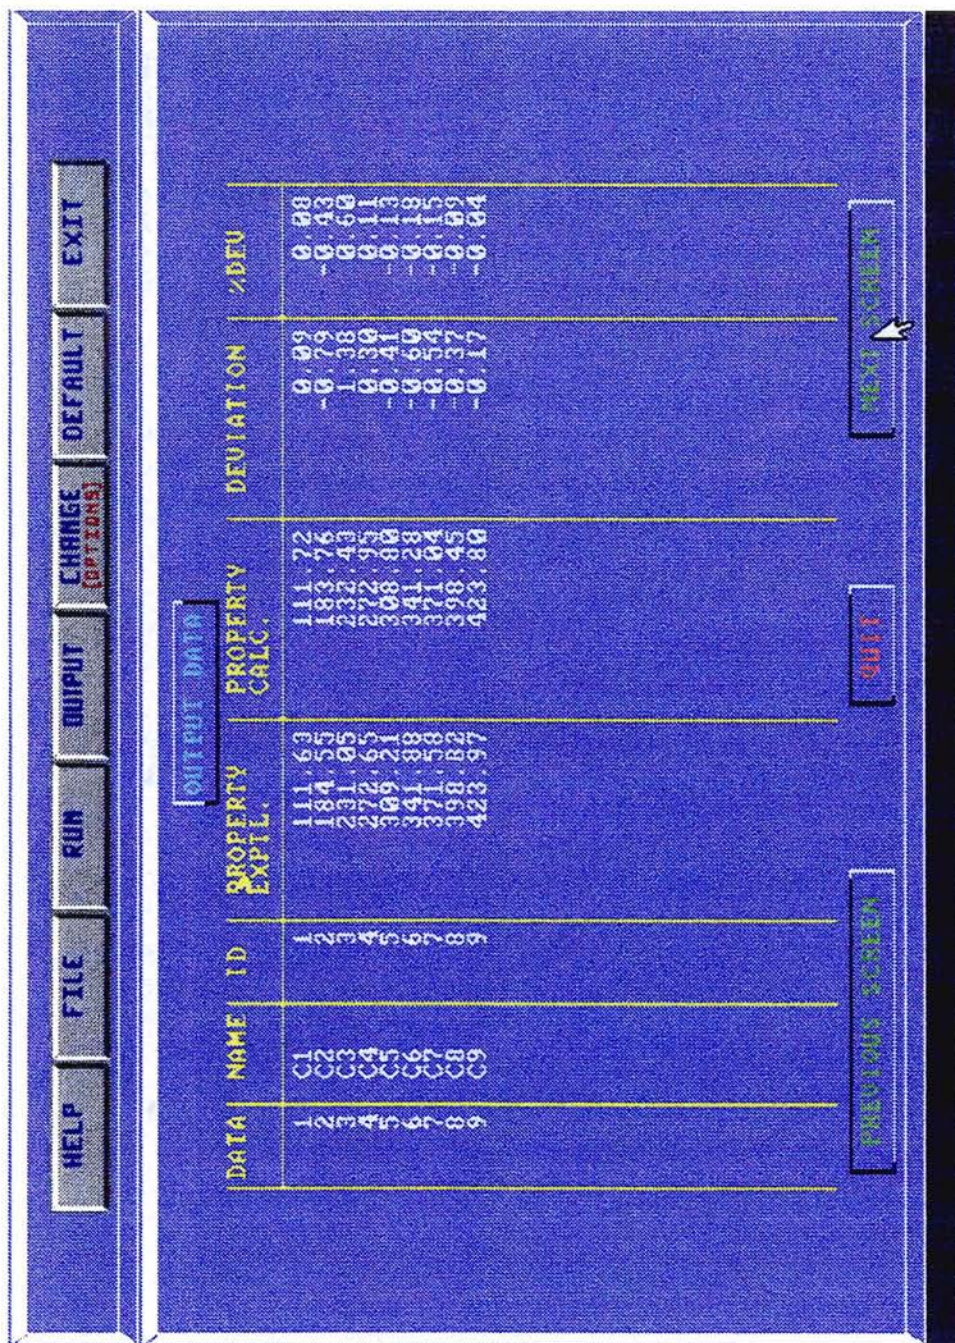 HELP FILE RUN OUTPUT CHANGE DEFAULT EXIT
(OPTIONS)
OUTPUT DATA
DATA NAME ID PROPERTY PROPERTY DEVIATION %DEV
EXPTL. CALC.
1 C1 1 111.63 111.72 0.09 0.08
2 C2 2 184.55 183.76 -0.79 -0.43
3 C3 3 231.05 232.43 1.38 0.60
4 C4 4 272.65 272.95 0.30 0.11
5 C5 5 309.21 308.80 -0.41 -0.13
6 C6 6 341.88 341.28 -0.60 -0.18
7 C7 7 371.58 371.04 -0.54 -0.15
8 C8 8 398.82 398.45 -0.37 -0.09
9 C9 9 423.97 423.80 -0.17 -0.04
PREVIOUS SCREEN QUIT NEXT SCREEN